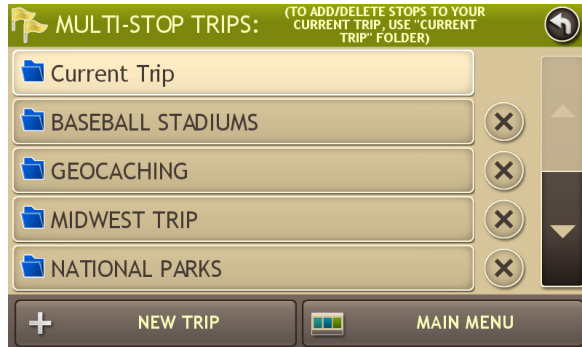 MULTI-STOP TRIPS:
(TO ADD/DELETE STOPS TO YOUR
CURRENT TRIP, USE "CURRENT
TRIP" FOLDER)
Current Trip
BASEBALL STADIUMS
GEOCACHING
MIDWEST TRIP
NATIONAL PARKS
NEW TRIP
MAIN MENU